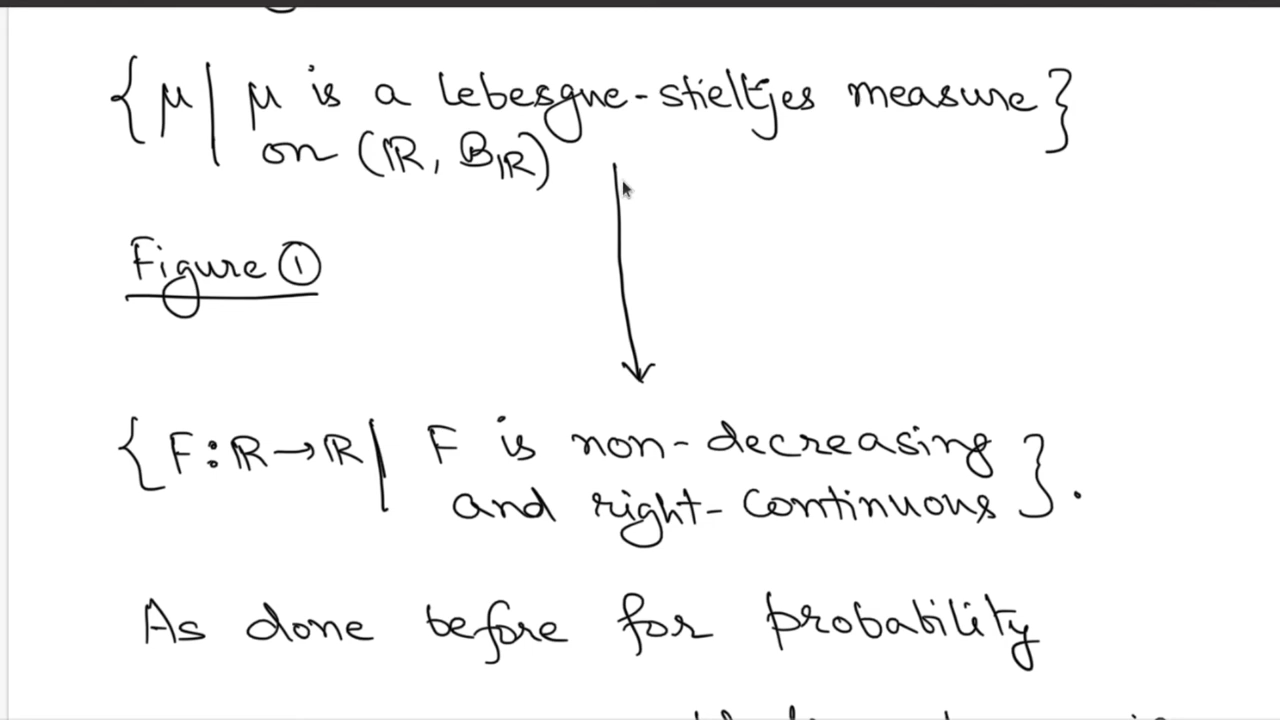 {μ | μ is a Lebesgue-Stieltjes measure}
on (ℝ, 𝓑_ℝ)
Figure ①
{F:ℝ→ℝ | F is non-decreasing
and right-continuous}.
As done before for probability